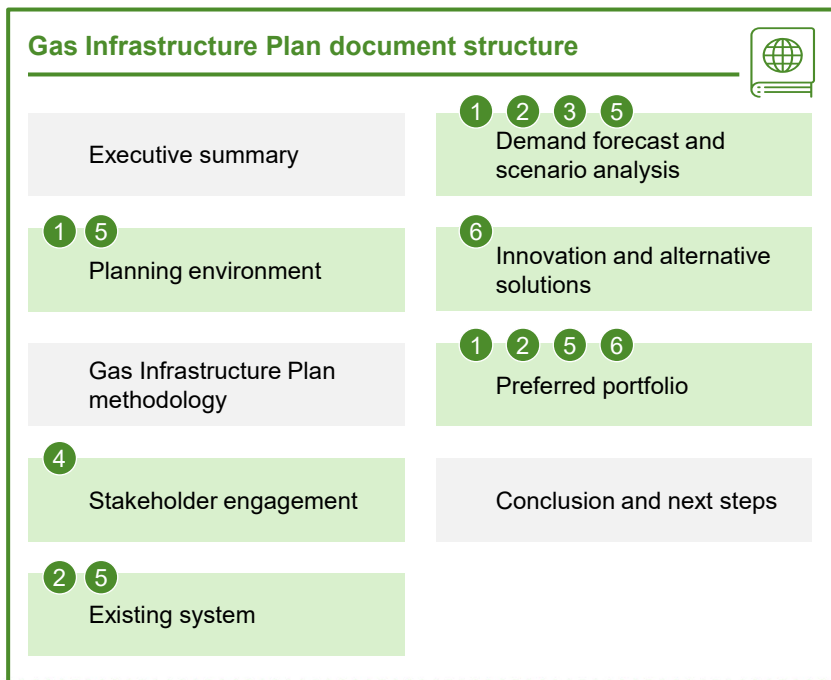 Gas Infrastructure Plan document structure
Executive summary
1 5
Planning environment
Gas Infrastructure Plan
methodology
4
Stakeholder engagement
2 5
Existing system
1 2 3 5
Demand forecast and
scenario analysis
6
Innovation and alternative
solutions
1 2 5 6
Preferred portfolio
Conclusion and next steps